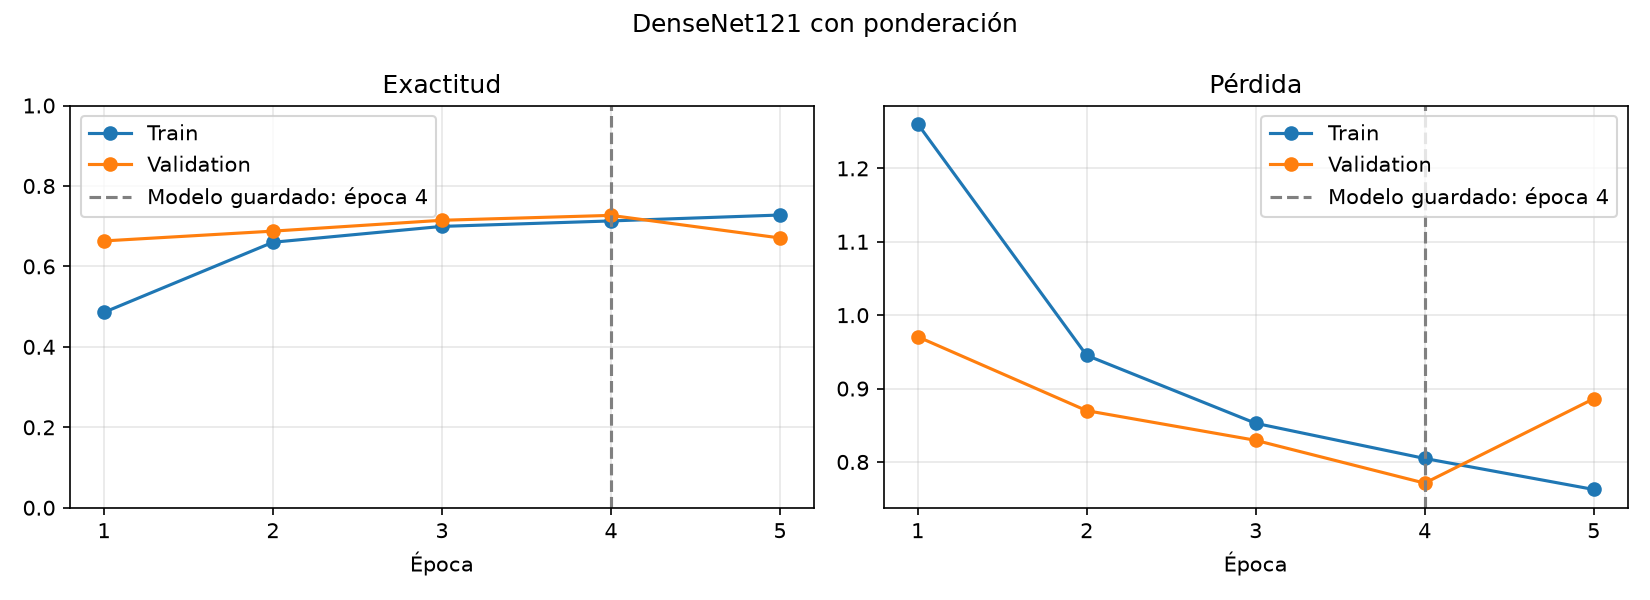 DenseNet121 con ponderación
Exactitud
1.0
0.8
0.6
0.4
0.2
0.0
Train
Validation
Modelo guardado: época 4
1 2 3 4 5
Época
Pérdida
1.2
1.1
1.0
0.9
0.8
Train
Validation
Modelo guardado: época 4
1 2 3 4 5
Época